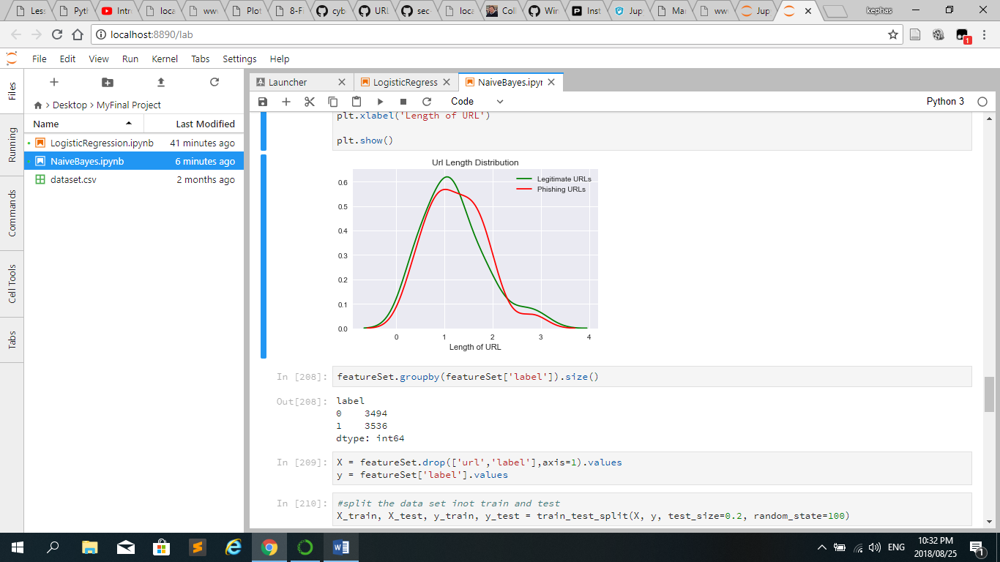 Less
Pyth
Intro
loca
www
Plot
8-Fi
cyb
URL
sec
loca
Coll
Win
Inst
Jup
Mac
www
Jup
kephas
localhost:8890/lab
1
File Edit View Run Kernel Tabs Settings Help
Files
Running
Commands
Cell Tools
Tabs
Desktop > MyFinal Project
Name Last Modified
LogisticRegression.ipynb 41 minutes ago
NaiveBayes.ipynb 6 minutes ago
dataset.csv 2 months ago
Launcher
LogisticRegress
NaiveBayes.ipyr
Code
Python 3
plt.xlabel('Length of URL')
plt.show()
Url Length Distribution
Legitimate URLs
Phishing URLs
0.6
0.5
0.4
0.3
0.2
0.1
0.0
0 1 2 3 4
Length of URL
In [208]: featureSet.groupby(featureSet['label']).size()
Out[208]: label
0 3494
1 3536
dtype: int64
In [209]: X = featureSet.drop(['url','label'],axis=1).values
y = featureSet['label'].values
In [210]: #split the data set inot train and test
X_train, X_test, y_train, y_test = train_test_split(X, y, test_size=0.2, random_state=100)
ENG
10:32 PM
2018/08/25
1